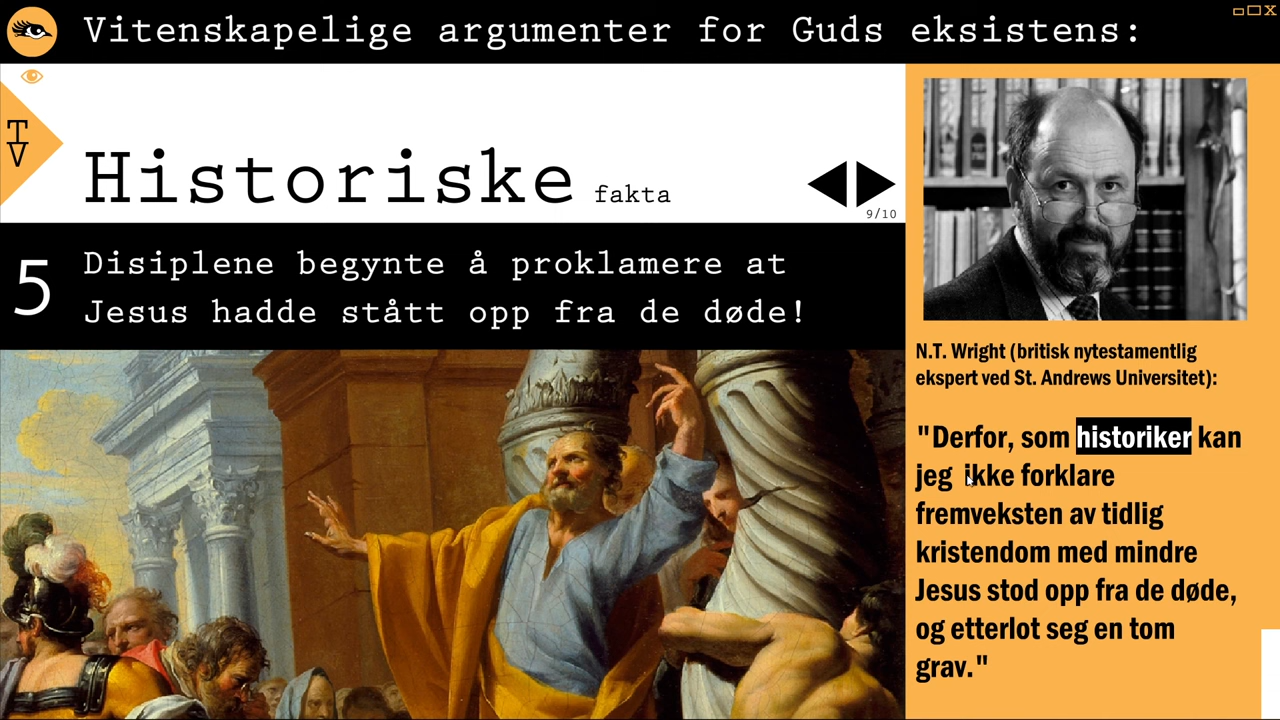 Vitenskapelige argumenter for Guds eksistens:
X
TV
Historiske fakta
9/10
5
Disiplene begynte å proklamere at
Jesus hadde stått opp fra de døde!
N.T. Wright (britisk nytestamentlig
ekspert ved St. Andrews Universitet):
"Derfor, som historiker kan
jeg ikke forklare
fremveksten av tidlig
kristendom med mindre
Jesus stod opp fra de døde,
og etterlot seg en tom
grav."